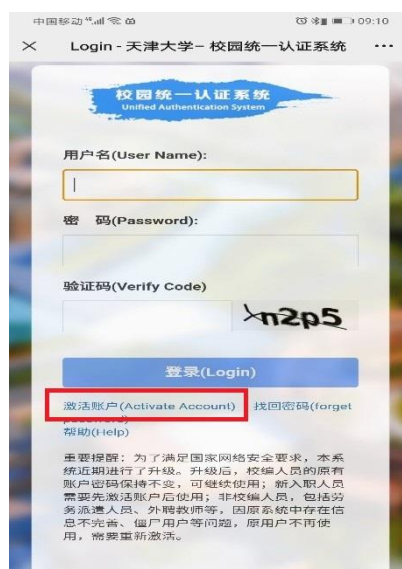 中国移动 4G 09:10
Login - 天津大学– 校园统一认证系统
校园统一认证系统
Unified Authentication System
用户名(User Name):
密 码(Password):
验证码(Verify Code)
xn2p5
登录(Login)
激活账户(Activate Account) 找回密码(forget
password)
帮助(Help)
重要提醒：为了满足国家网络安全要求，本系
统近期进行了升级。升级后，校编人员的原有
账户密码保持不变，可继续使用；新入职人员
需要先激活账户后使用；非校编人员，包括劳
务派遣人员、外聘教师等，因原系统中存在信
息不完善、僵尸用户等问题，原用户不再使
用，需要重新激活。